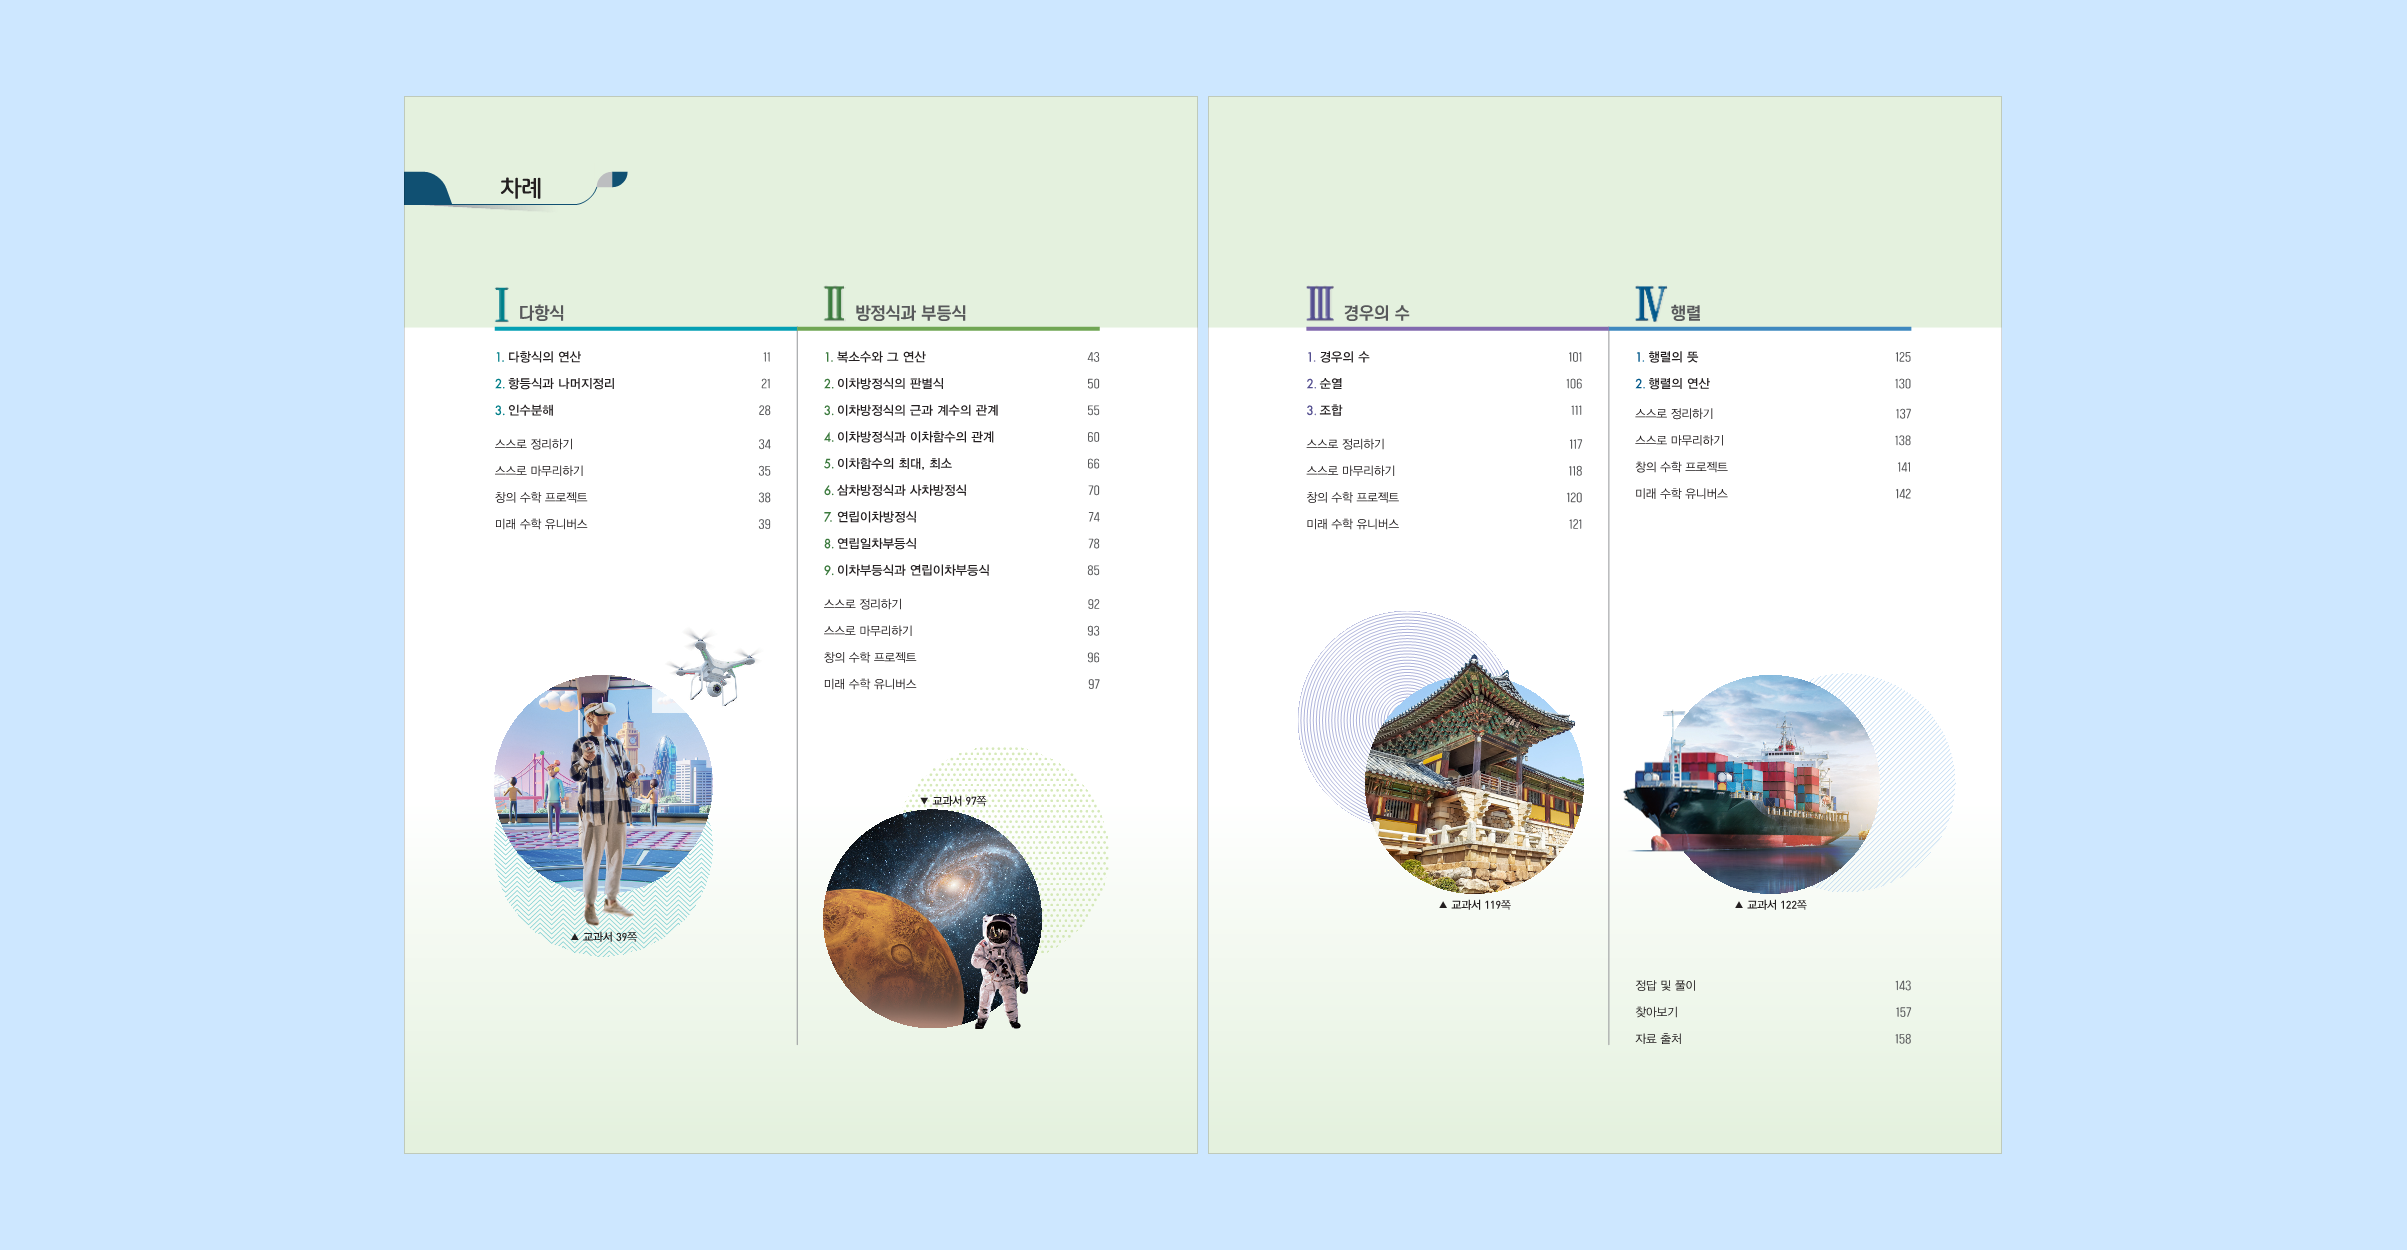 차례
Ⅰ 다항식
1. 다항식의 연산 11
2. 항등식과 나머지정리 21
3. 인수분해 28
스스로 정리하기 34
스스로 마무리하기 35
창의 수학 프로젝트 38
미래 수학 유니버스 39
▲ 교과서 39쪽
Ⅱ 방정식과 부등식
1. 복소수와 그 연산 43
2. 이차방정식의 판별식 50
3. 이차방정식의 근과 계수의 관계 55
4. 이차방정식과 이차함수의 관계 60
5. 이차함수의 최대, 최소 66
6. 삼차방정식과 사차방정식 70
7. 연립이차방정식 74
8. 연립일차부등식 78
9. 이차부등식과 연립이차부등식 85
스스로 정리하기 92
스스로 마무리하기 93
창의 수학 프로젝트 96
미래 수학 유니버스 97
▼ 교과서 97쪽
Ⅲ 경우의 수
1. 경우의 수 101
2. 순열 106
3. 조합 111
스스로 정리하기 117
스스로 마무리하기 118
창의 수학 프로젝트 120
미래 수학 유니버스 121
▲ 교과서 119쪽
Ⅳ 행렬
1. 행렬의 뜻 125
2. 행렬의 연산 130
스스로 정리하기 137
스스로 마무리하기 138
창의 수학 프로젝트 141
미래 수학 유니버스 142
▲ 교과서 122쪽
정답 및 풀이 143
찾아보기 157
자료 출처 158